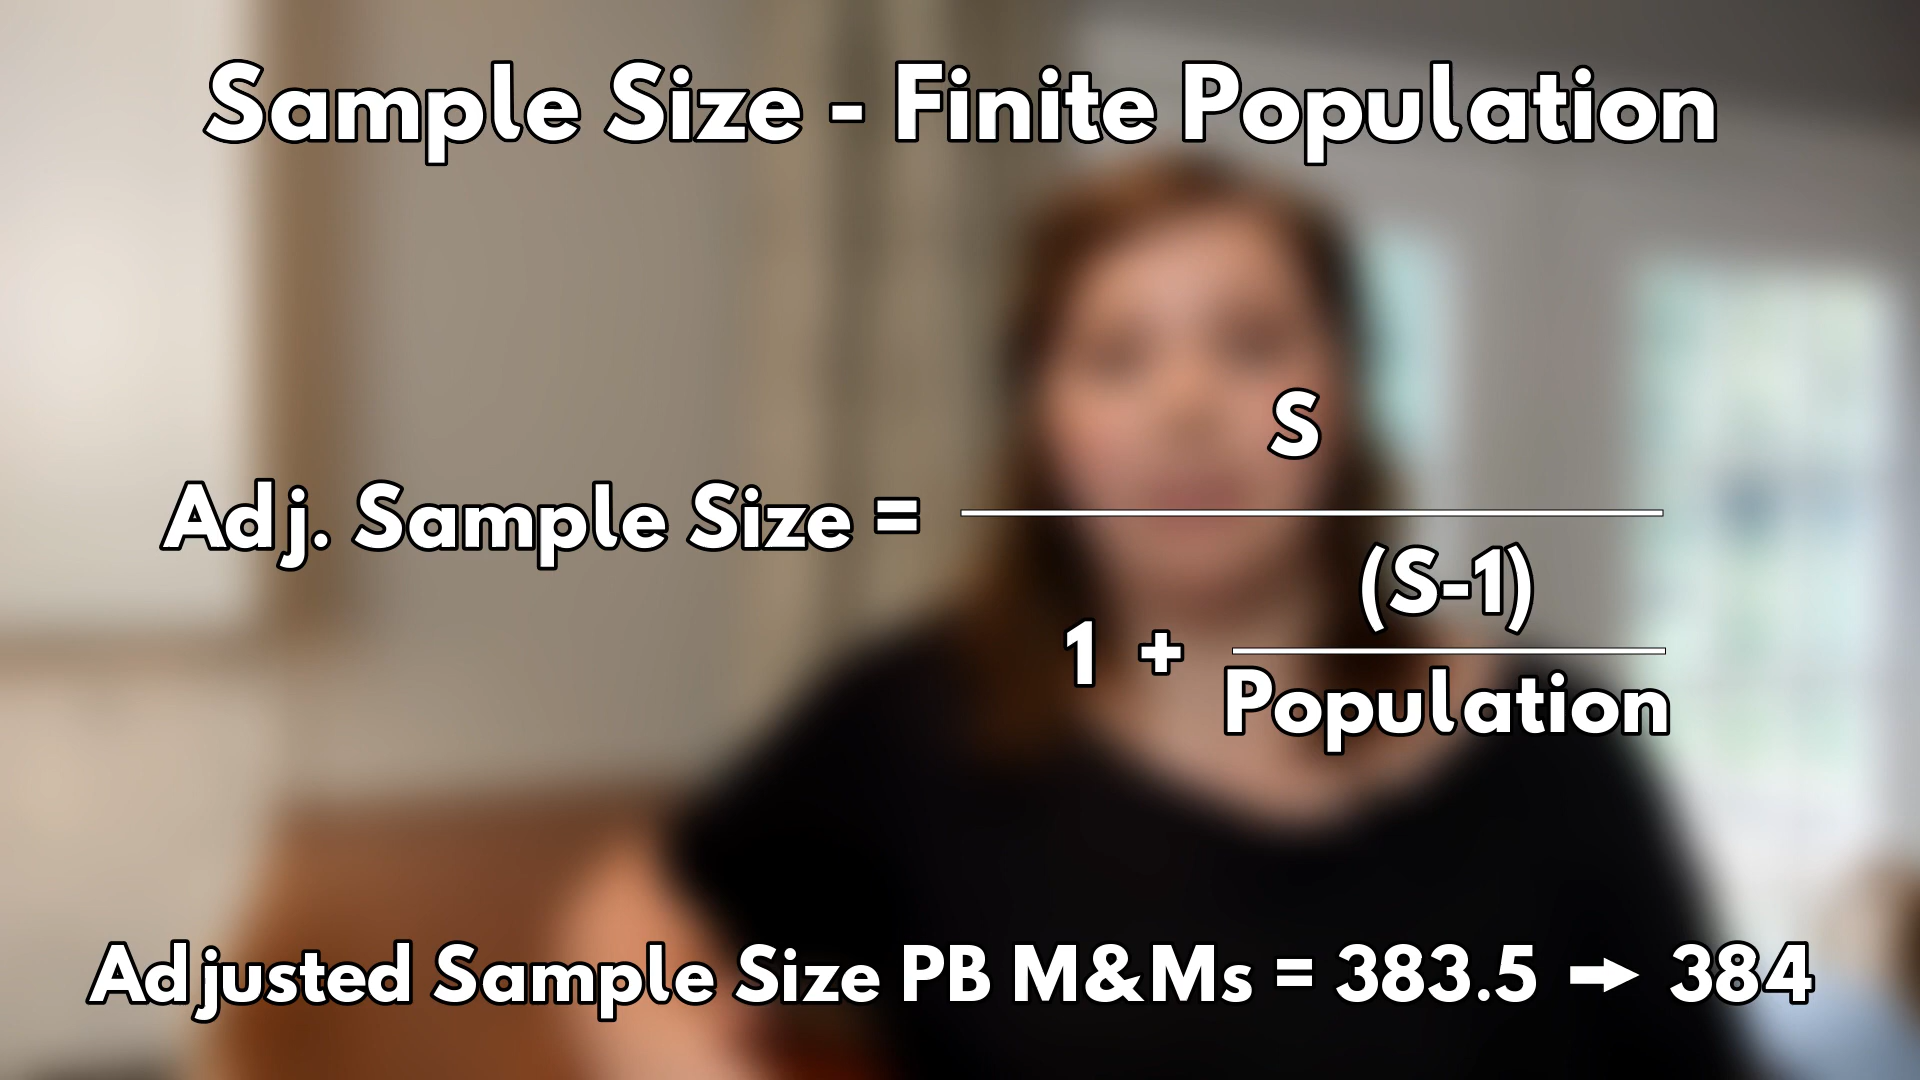 Sample Size - Finite Population
S
Adj. Sample Size =
(S-1)
1 +
Population
Adjusted Sample Size PB M&Ms = 383.5 → 384